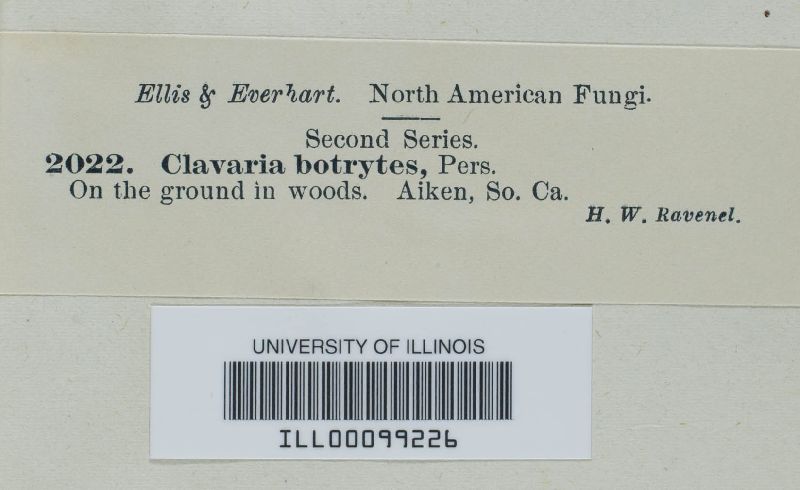 Ellis & Everhart. North American Fungi.
Second Series.
2022. Clavaria botrytes, Pers.
On the ground in woods. Aiken, So. Ca.
H. W. Ravenel.
UNIVERSITY OF ILLINOIS
ILL00099226